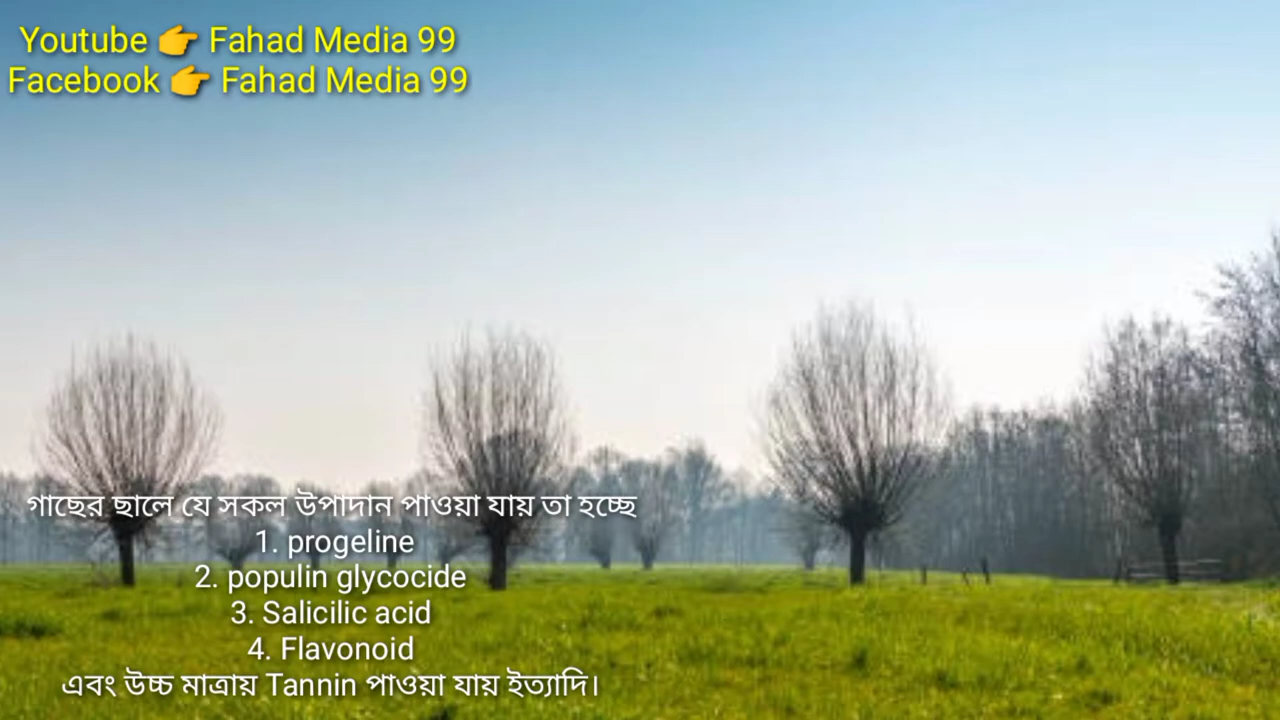 Youtube 👉 Fahad Media 99
Facebook 👉 Fahad Media 99
গাছের ছালে যে সকল উপাদান পাওয়া যায় তা হচ্ছে
1. progeline
2. populin glycocide
3. Salicilic acid
4. Flavonoid
এবং উচ্চ মাত্রায় Tannin পাওয়া যায় ইত্যাদি।